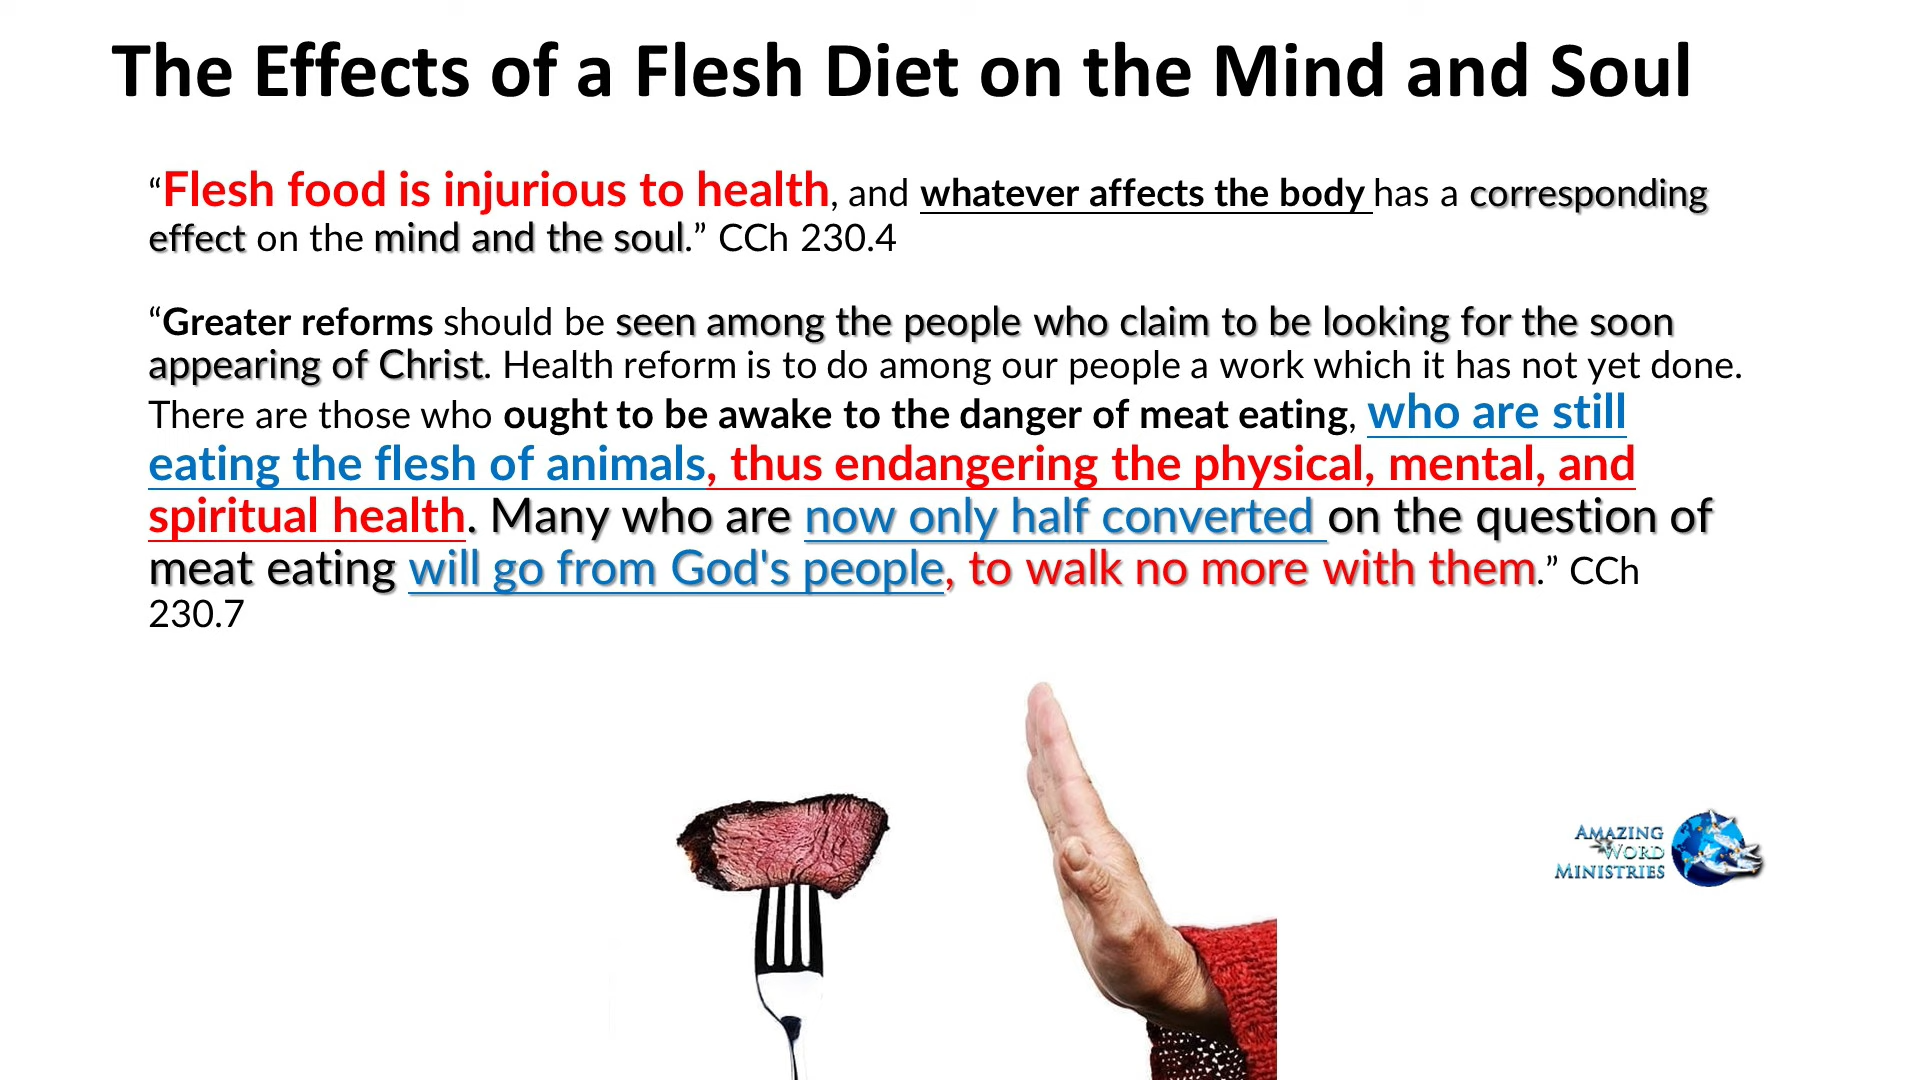 The Effects of a Flesh Diet on the Mind and Soul
“Flesh food is injurious to health, and whatever affects the body has a corresponding
effect on the mind and the soul.” CCh 230.4
“Greater reforms should be seen among the people who claim to be looking for the soon
appearing of Christ. Health reform is to do among our people a work which it has not yet done.
There are those who ought to be awake to the danger of meat eating, who are still
eating the flesh of animals, thus endangering the physical, mental, and
spiritual health. Many who are now only half converted on the question of
meat eating will go from God's people, to walk no more with them.” CCh
230.7
AMAZING
WORD
MINISTRIES